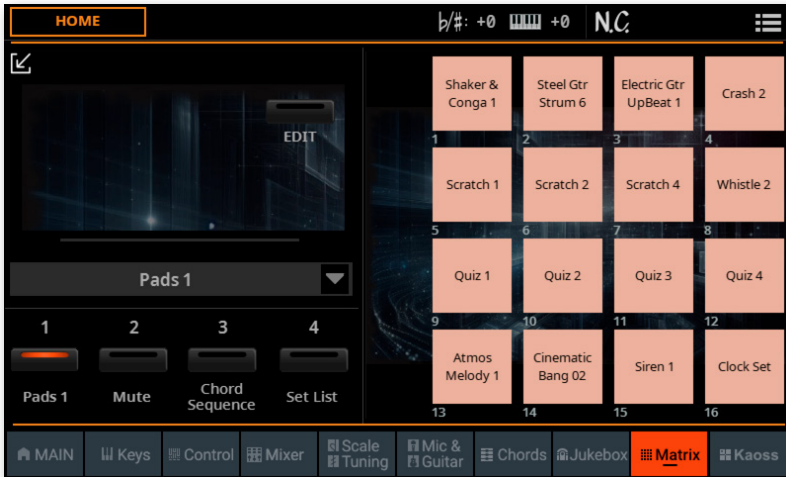 HOME
♭/#: +0 +0 N.C.
EDIT
Pads 1
1 2 3 4
Pads 1 Mute Chord Sequence Set List
Shaker &
Conga 1
1
Steel Gtr
Strum 6
2
Electric Gtr
UpBeat 1
3
Crash 2
4
Scratch 1
5
Scratch 2
6
Scratch 4
7
Whistle 2
8
Quiz 1
9
Quiz 2
10
Quiz 3
11
Quiz 4
12
Atmos
Melody 1
13
Cinematic
Bang 02
14
Siren 1
15
Clock Set
16
MAIN
Keys
Control
Mixer
Scale
Tuning
Mic &
Guitar
Chords
Jukebox
Matrix
Kaoss